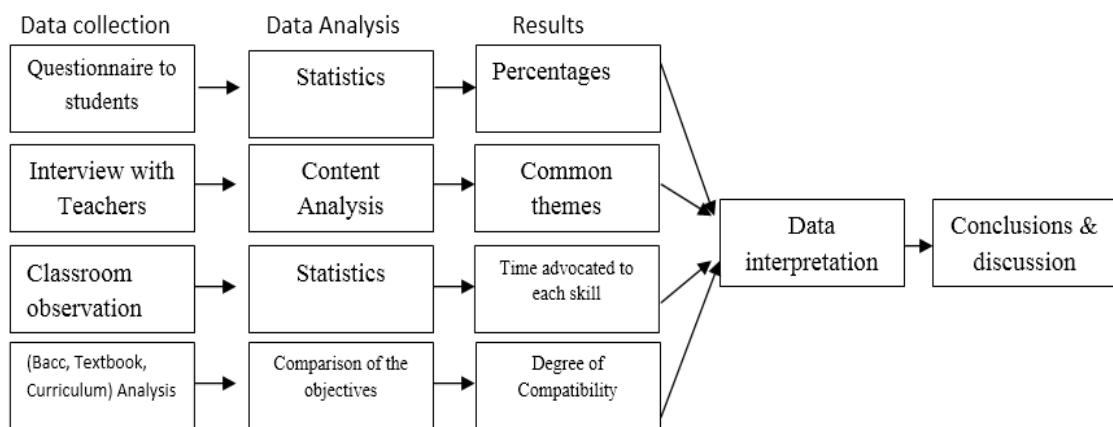 Data collection
Data Analysis
Results
Questionnaire to
students
Statistics
Percentages
Interview with
Teachers
Content
Analysis
Common
themes
Classroom
observation
Statistics
Time advocated to
each skill
(Bacc, Textbook,
Curriculum) Analysis
Comparison of the
objectives
Degree of
Compatibility
Data
interpretation
Conclusions &
discussion